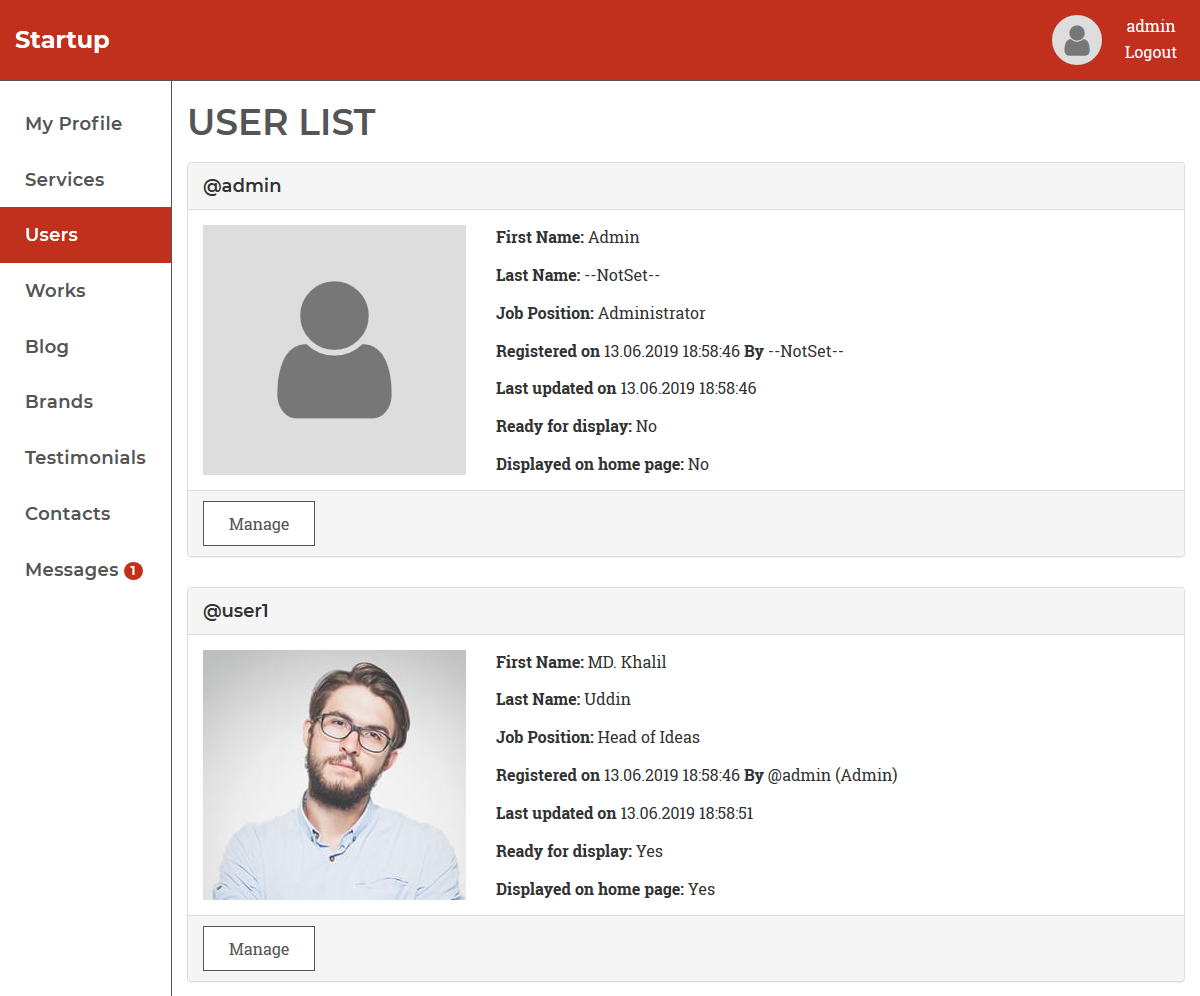 Startup
admin
Logout
My Profile
Services
Users
Works
Blog
Brands
Testimonials
Contacts
Messages 1
USER LIST
@admin
First Name: Admin
Last Name: --NotSet--
Job Position: Administrator
Registered on 13.06.2019 18:58:46 By --NotSet--
Last updated on 13.06.2019 18:58:46
Ready for display: No
Displayed on home page: No
Manage
@user1
First Name: MD. Khalil
Last Name: Uddin
Job Position: Head of Ideas
Registered on 13.06.2019 18:58:46 By @admin (Admin)
Last updated on 13.06.2019 18:58:51
Ready for display: Yes
Displayed on home page: Yes
Manage